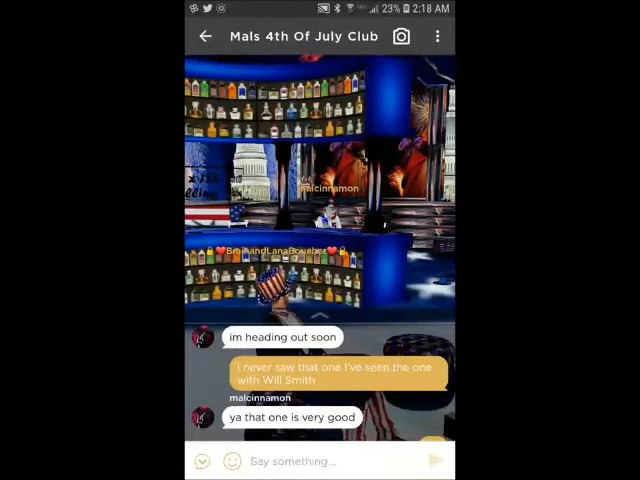 23% 2:18 AM
Mals 4th Of July Club
malcinnamon
❤BrainandLanaBoucher❤
im heading out soon
I never saw that one I've seen the one
with Will Smith
malcinnamon
ya that one is very good
Say something...